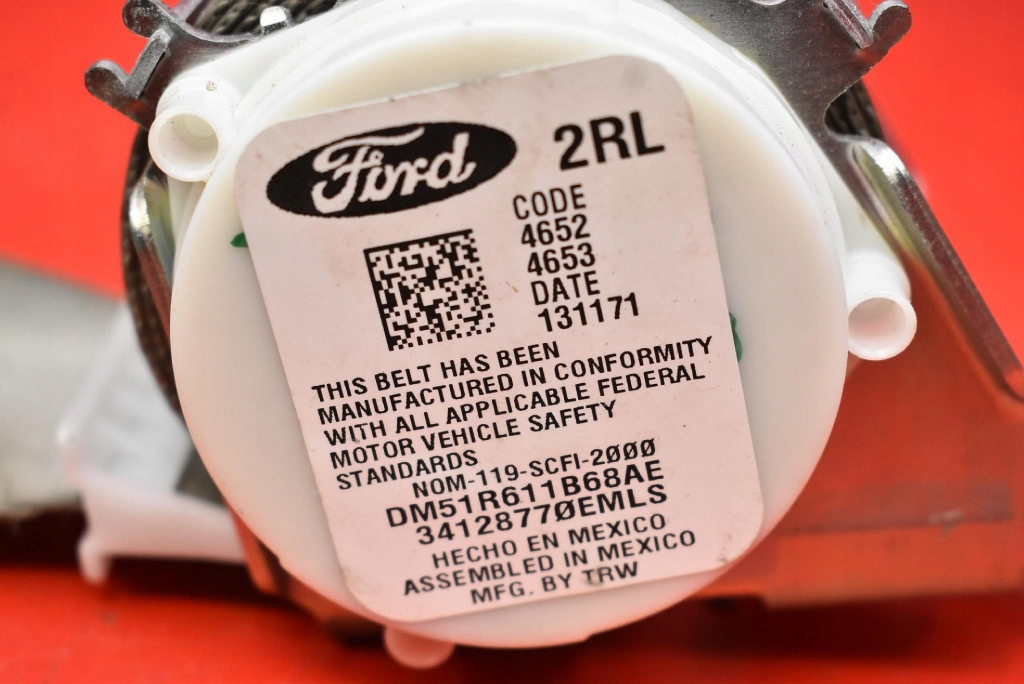 Ford 2RL
CODE
4652
4653
DATE
131171
THIS BELT HAS BEEN
MANUFACTURED IN CONFORMITY
WITH ALL APPLICABLE FEDERAL
MOTOR VEHICLE SAFETY
STANDARDS
NOM-119-SCFI-2000
DM51R611B68AE
34128770EMLS
HECHO EN MEXICO
ASSEMBLED IN MEXICO
MFG. BY TRW